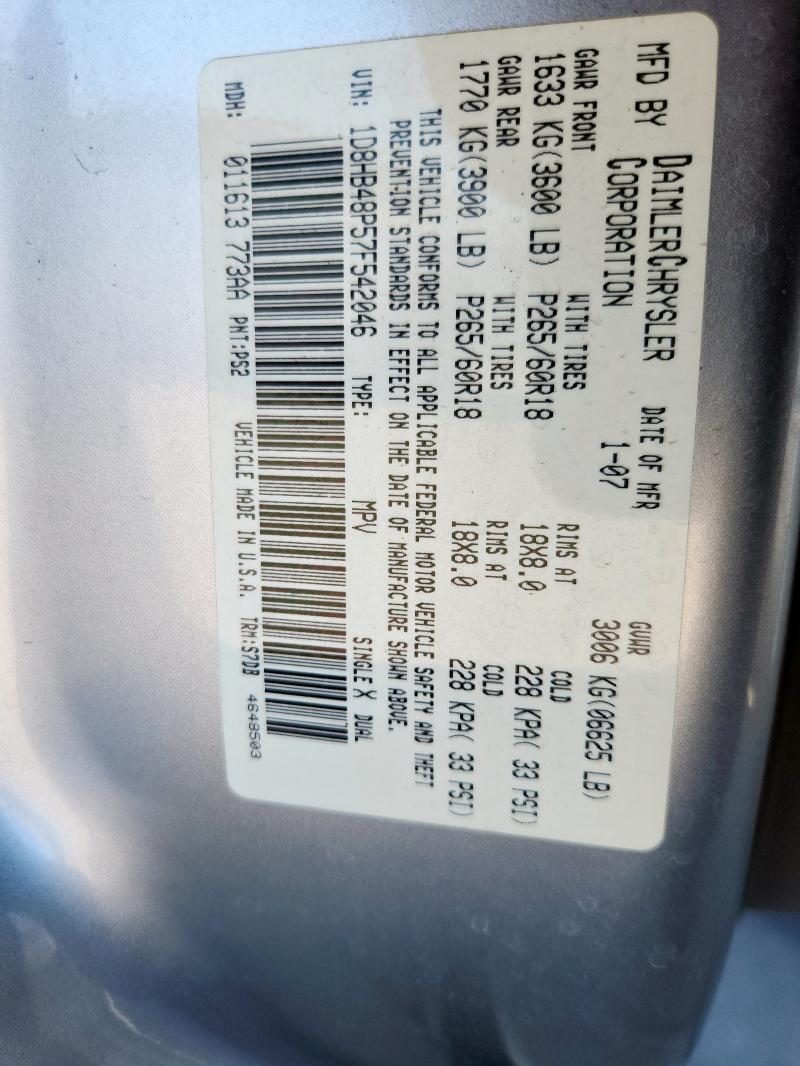 MFD BY DAIMLERCHRYSLER CORPORATION
DATE OF MFR 1-07
GVWR 3006 KG(06625 LB)
GAWR FRONT WITH TIRES RIMS AT COLD
1633 KG(3600 LB) P265/60R18 18X8.0 228 KPA( 33 PSI)
GAWR REAR WITH TIRES RIMS AT COLD
1770 KG(3900 LB) P265/60R18 18X8.0 228 KPA( 33 PSI)
THIS VEHICLE CONFORMS TO ALL APPLICABLE FEDERAL MOTOR VEHICLE SAFETY AND THEFT
PREVENTION STANDARDS IN EFFECT ON THE DATE OF MANUFACTURE SHOWN ABOVE.
VIN: 1D8HB48P57F542046 TYPE: MPV SINGLE X DUAL
MDH: 011613 773AA PNT:PS2 VEHICLE MADE IN U.S.A. TRM:S7DB 4648503